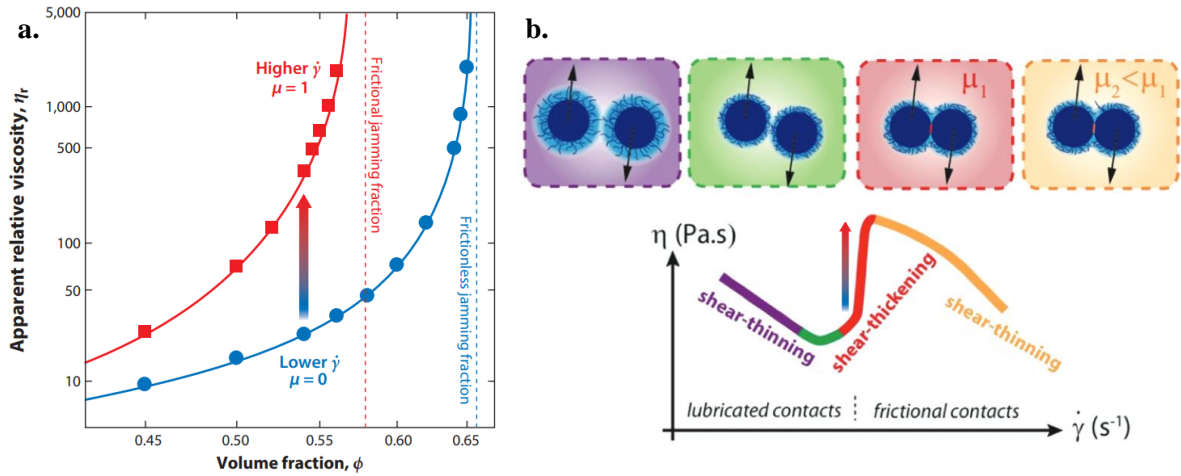 a.
5,000
1,000
500
100
50
10
Apparent relative viscosity, ηr
Higher γ̇
μ = 1
Lower γ̇
μ = 0
Frictional jamming fraction
Frictionless jamming fraction
0.45
0.50
0.55
0.60
0.65
Volume fraction, ϕ
b.
μ1
μ2 < μ1
η (Pa.s)
shear-thinning
shear-thickening
shear-thinning
lubricated contacts
frictional contacts
γ̇ (s-1)